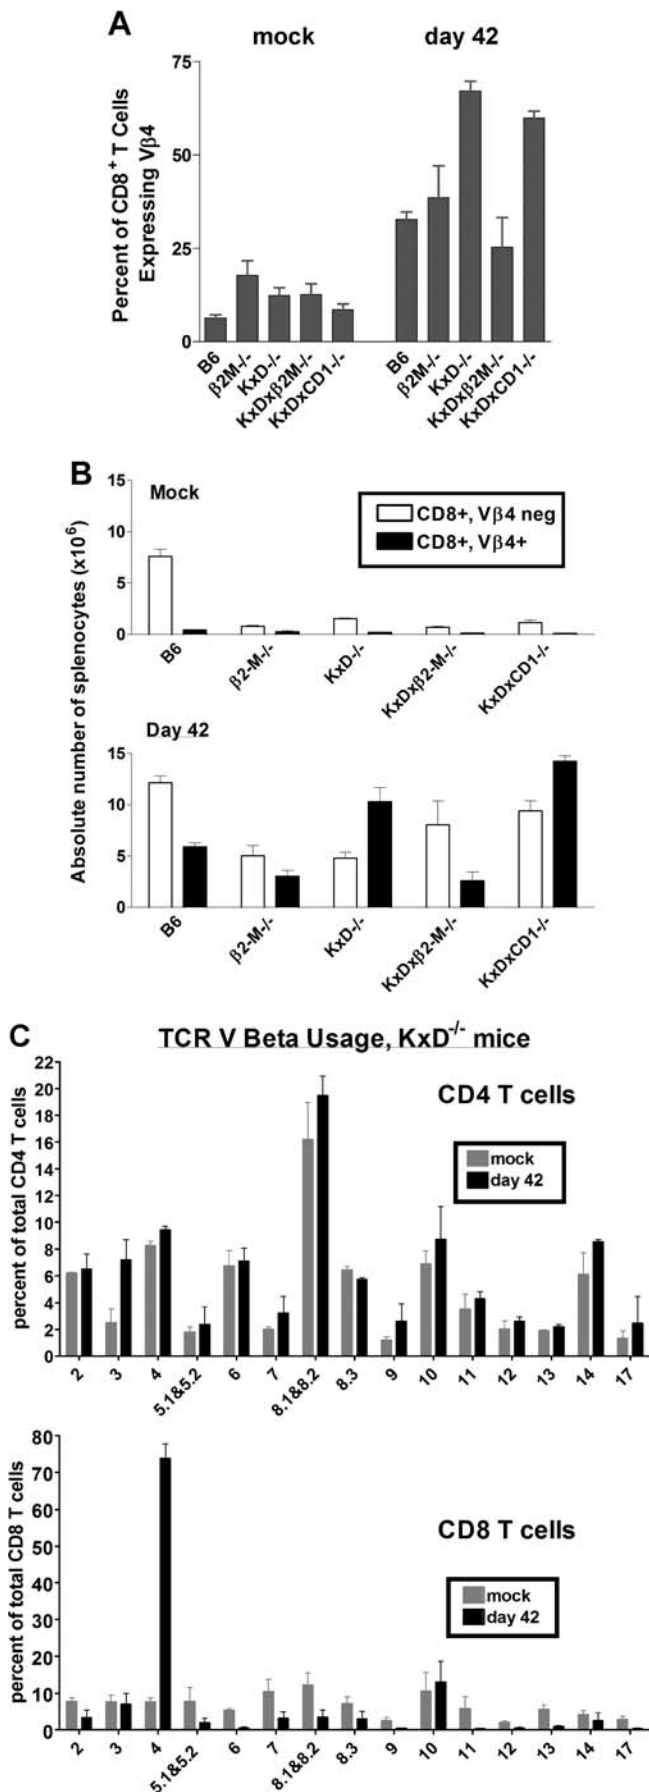 A
mock day 42
Percent of CD8+ T Cells
Expressing Vβ4
75
50
25
0
B6
β2M-/-
KxD-/-
KxDxβ2M-/-
KxDxCD1-/-
B6
β2M-/-
KxD-/-
KxDxβ2M-/-
KxDxCD1-/-
B
Absolute number of splenocytes (x10⁶)
Mock
CD8+, Vβ4 neg
CD8+, Vβ4+
15
10
5
0
B6
β2-M-/-
KxD-/-
KxDxβ2-M-/-
KxDxCD1-/-
Day 42
15
10
5
0
B6
β2-M-/-
KxD-/-
KxDxβ2-M-/-
KxDxCD1-/-
C
TCR V Beta Usage, KxD-/- mice
CD4 T cells
mock
day 42
percent of total CD4 T cells
22
20
18
16
14
12
10
8
6
4
2
0
2 3 4 5.1&5.2 6 7 8.1&8.2 8.3 9 10 11 12 13 14 17
CD8 T cells
mock
day 42
percent of total CD8 T cells
80
70
60
50
40
30
20
10
0
2 3 4 5.1&5.2 6 7 8.1&8.2 8.3 9 10 11 12 13 14 17